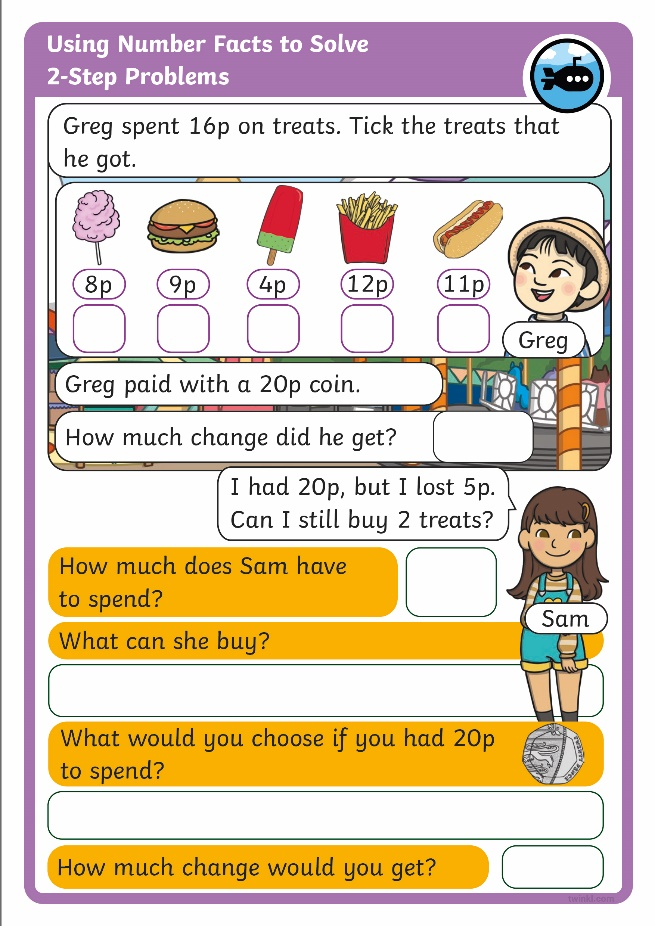 Using Number Facts to Solve
2-Step Problems
Greg spent 16p on treats. Tick the treats that
he got.
8p 9p 4p 12p 11p
Greg
Greg paid with a 20p coin.
How much change did he get?
I had 20p, but I lost 5p.
Can I still buy 2 treats?
How much does Sam have
to spend?
Sam
What can she buy?
What would you choose if you had 20p
to spend?
How much change would you get?
twinkl.com